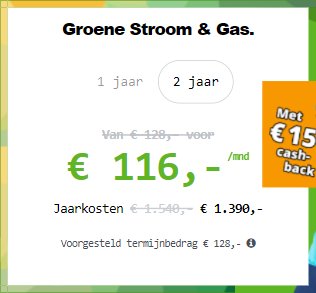 Groene Stroom & Gas.
1 jaar 2 jaar
Van € 128,- voor
€ 116,- /mnd
Met
€ 15
cash-
back
Jaarkosten € 1.540,- € 1.390,-
Voorgesteld termijnbedrag € 128,-